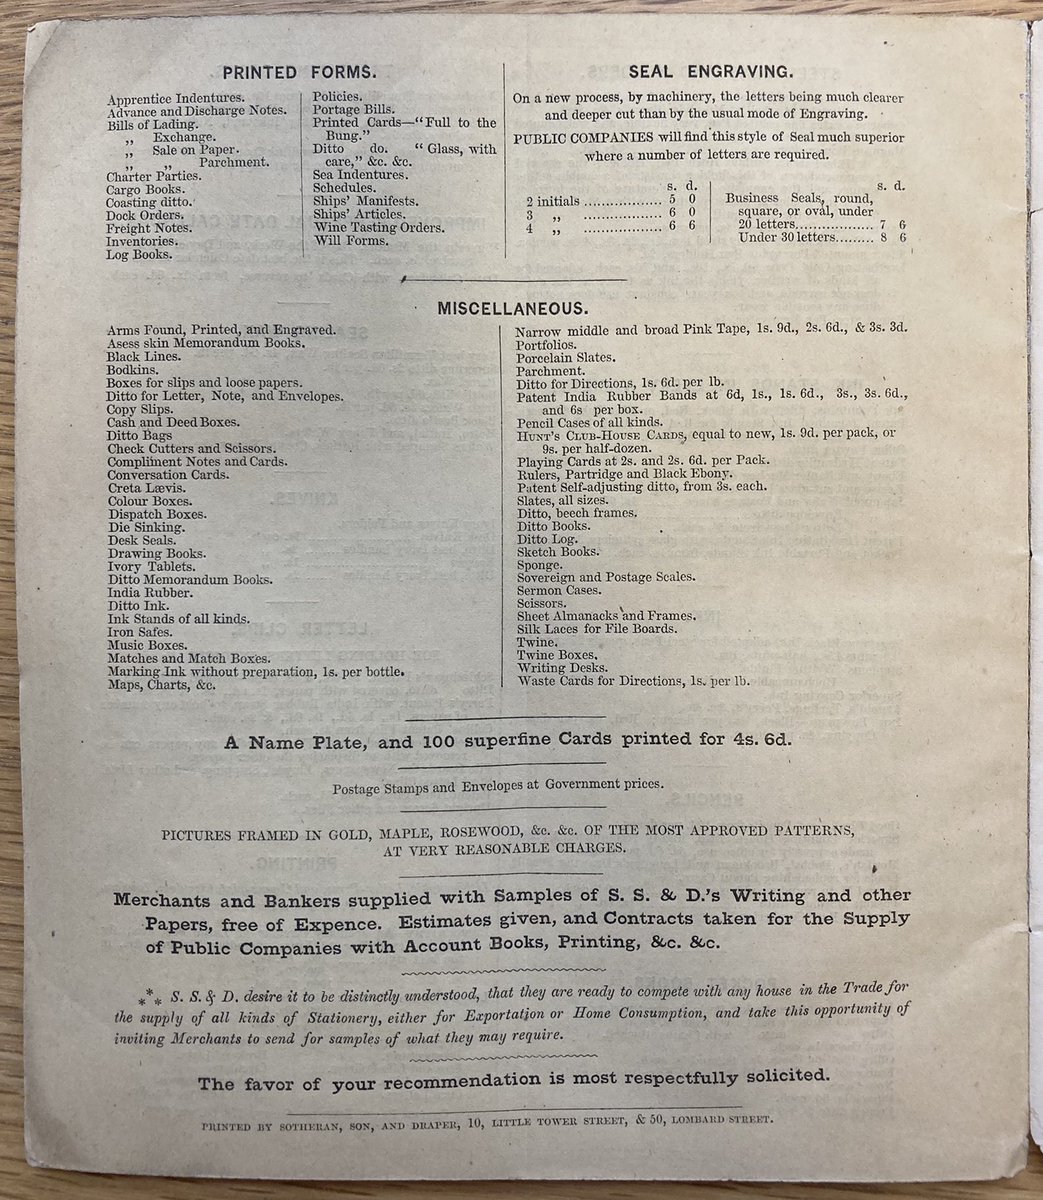 PRINTED FORMS.
Apprentice Indentures.
Advance and Discharge Notes.
Bills of Lading.
„ Exchange.
„ Sale on Paper.
„ „ Parchment.
Charter Parties.
Cargo Books.
Coasting ditto.
Dock Orders.
Freight Notes.
Inventories.
Log Books.
Policies.
Portage Bills.
Printed Cards—“Full to the
Bung.”
Ditto do. “Glass, with
care,” &c. &c.
Sea Indentures.
Schedules.
Ships' Manifests.
Ships' Articles.
Wine Tasting Orders.
Will Forms.
SEAL ENGRAVING.
On a new process, by machinery, the letters being much clearer
and deeper cut than by the usual mode of Engraving.
PUBLIC COMPANIES will find this style of Seal much superior
where a number of letters are required.
s. d.
2 initials .................. 5 0
3 „ .................. 6 0
4 „ .................. 6 6
s. d.
Business Seals, round,
square, or oval, under
20 letters.................. 7 6
Under 30 letters......... 8 6
MISCELLANEOUS.
Arms Found, Printed, and Engraved.
Asess skin Memorandum Books.
Black Lines.
Bodkins.
Boxes for slips and loose papers.
Ditto for Letter, Note, and Envelopes.
Copy Slips.
Cash and Deed Boxes.
Ditto Bags
Check Cutters and Scissors.
Compliment Notes and Cards.
Conversation Cards.
Creta Lævis.
Colour Boxes.
Dispatch Boxes.
Die Sinking.
Desk Seals.
Drawing Books.
Ivory Tablets.
Ditto Memorandum Books.
India Rubber.
Ditto Ink.
Ink Stands of all kinds.
Iron Safes.
Music Boxes.
Matches and Match Boxes.
Marking Ink without preparation, 1s. per bottle.
Maps, Charts, &c.
Narrow middle and broad Pink Tape, 1s. 9d., 2s. 6d., & 3s. 3d.
Portfolios.
Porcelain Slates.
Parchment.
Ditto for Directions, 1s. 6d. per lb.
Patent India Rubber Bands at 6d, 1s., 1s. 6d., 3s., 3s. 6d.,
and 6s per box.
Pencil Cases of all kinds.
HUNT'S CLUB-HOUSE CARDS, equal to new, 1s. 9d. per pack, or
9s. per half-dozen.
Playing Cards at 2s. and 2s. 6d. per Pack.
Rulers, Partridge and Black Ebony.
Patent Self-adjusting ditto, from 3s. each.
Slates, all sizes.
Ditto, beech frames.
Ditto Books.
Ditto Log.
Sketch Books.
Sponge.
Sovereign and Postage Scales.
Sermon Cases.
Scissors.
Sheet Almanacks and Frames.
Silk Laces for File Boards.
Twine.
Twine Boxes.
Writing Desks.
Waste Cards for Directions, 1s. per lb.
A Name Plate, and 100 superfine Cards printed for 4s. 6d.
Postage Stamps and Envelopes at Government prices.
PICTURES FRAMED IN GOLD, MAPLE, ROSEWOOD, &c. &c. OF THE MOST APPROVED PATTERNS,
AT VERY REASONABLE CHARGES.
Merchants and Bankers supplied with Samples of S. S. & D.'s Writing and other
Papers, free of Expence. Estimates given, and Contracts taken for the Supply
of Public Companies with Account Books, Printing, &c. &c.
*** S. S. & D. desire it to be distinctly understood, that they are ready to compete with any house in the Trade for
the supply of all kinds of Stationery, either for Exportation or Home Consumption, and take this opportunity of
inviting Merchants to send for samples of what they may require.
The favor of your recommendation is most respectfully solicited.
PRINTED BY SOTHERAN, SON, AND DRAPER, 10, LITTLE TOWER STREET, & 50, LOMBARD STREET.